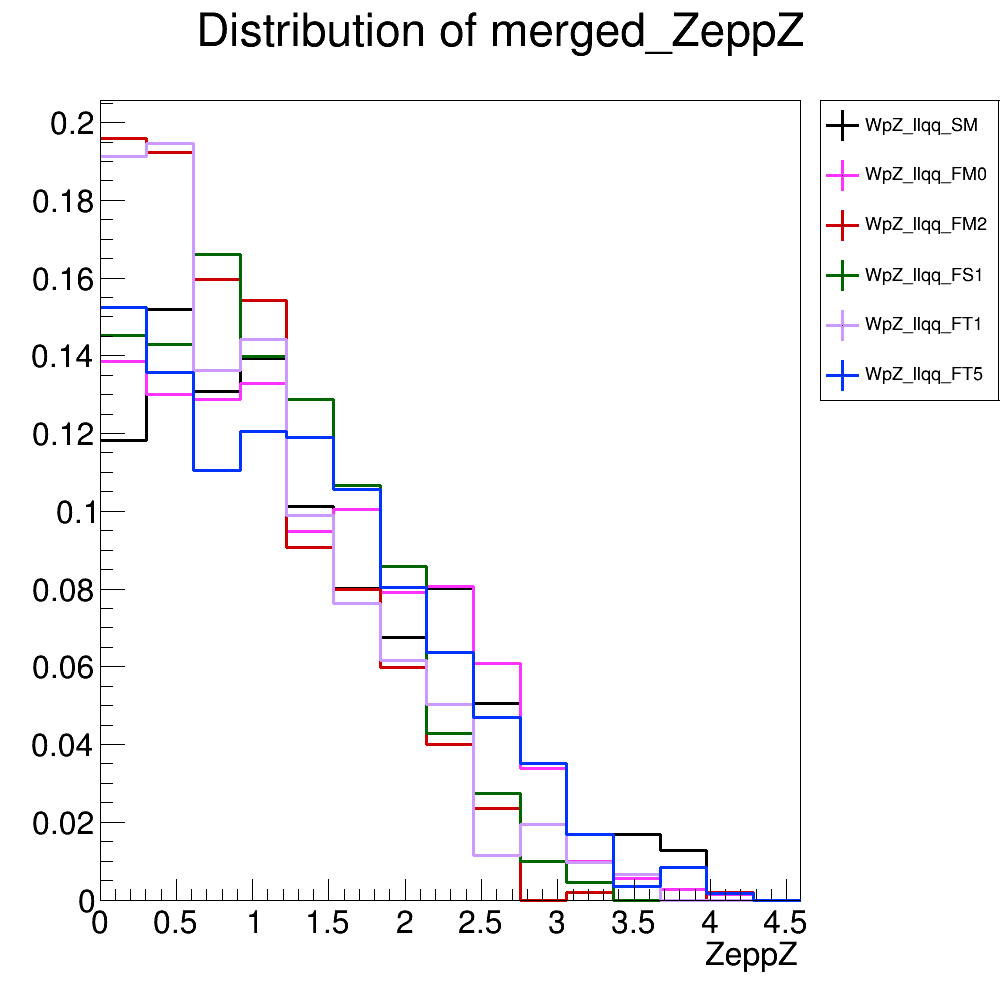 Distribution of merged_ZeppZ
0.2
0.18
0.16
0.14
0.12
0.1
0.08
0.06
0.04
0.02
0
0 0.5 1 1.5 2 2.5 3 3.5 4 4.5
ZeppZ
WpZ_llqq_SM
WpZ_llqq_FM0
WpZ_llqq_FM2
WpZ_llqq_FS1
WpZ_llqq_FT1
WpZ_llqq_FT5